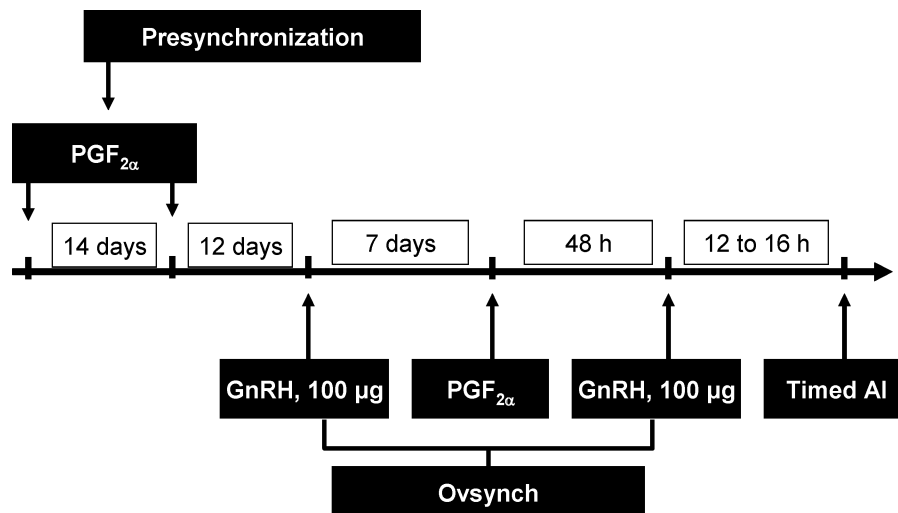 Presynchronization
PGF₂α
14 days
12 days
7 days
48 h
12 to 16 h
GnRH, 100 µg
PGF₂α
GnRH, 100 µg
Timed AI
Ovsynch